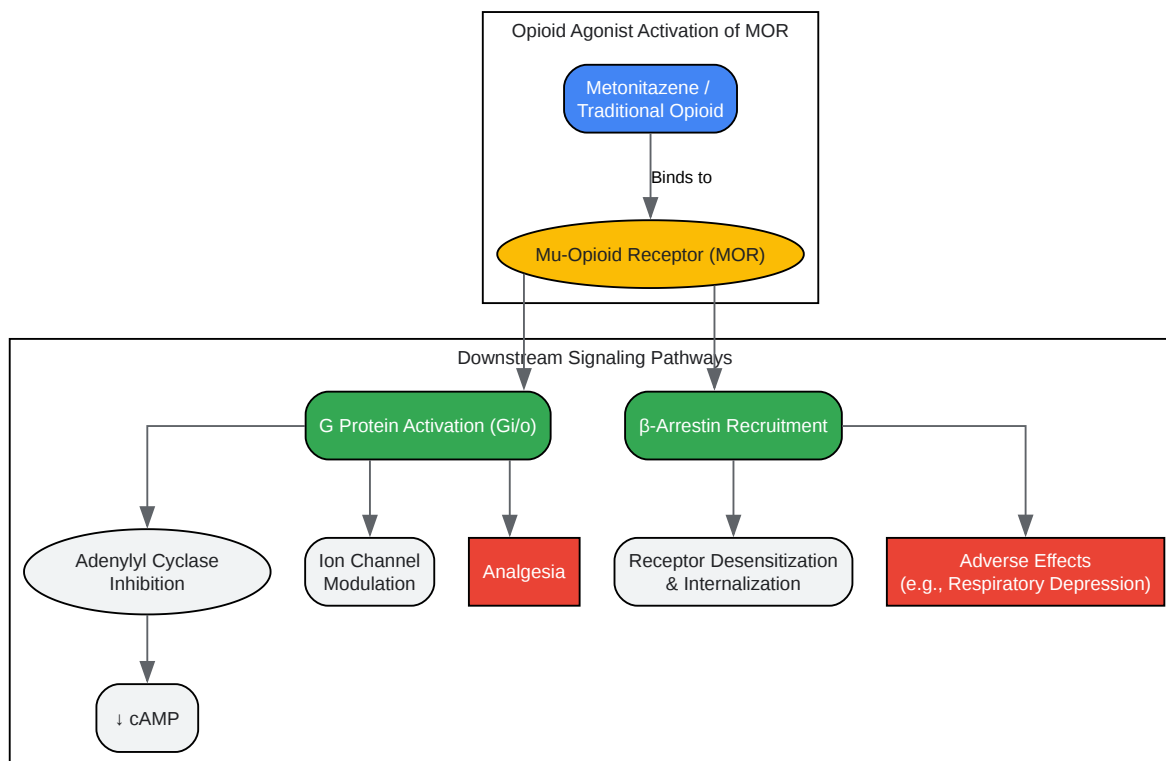 Opioid Agonist Activation of MOR
Metonitazene /
Traditional Opioid
Binds to
Mu-Opioid Receptor (MOR)
Downstream Signaling Pathways
G Protein Activation (Gi/o)
β-Arrestin Recruitment
Adenylyl Cyclase
Inhibition
Ion Channel
Modulation
Analgesia
Receptor Desensitization
& Internalization
Adverse Effects
(e.g., Respiratory Depression)
↓ cAMP